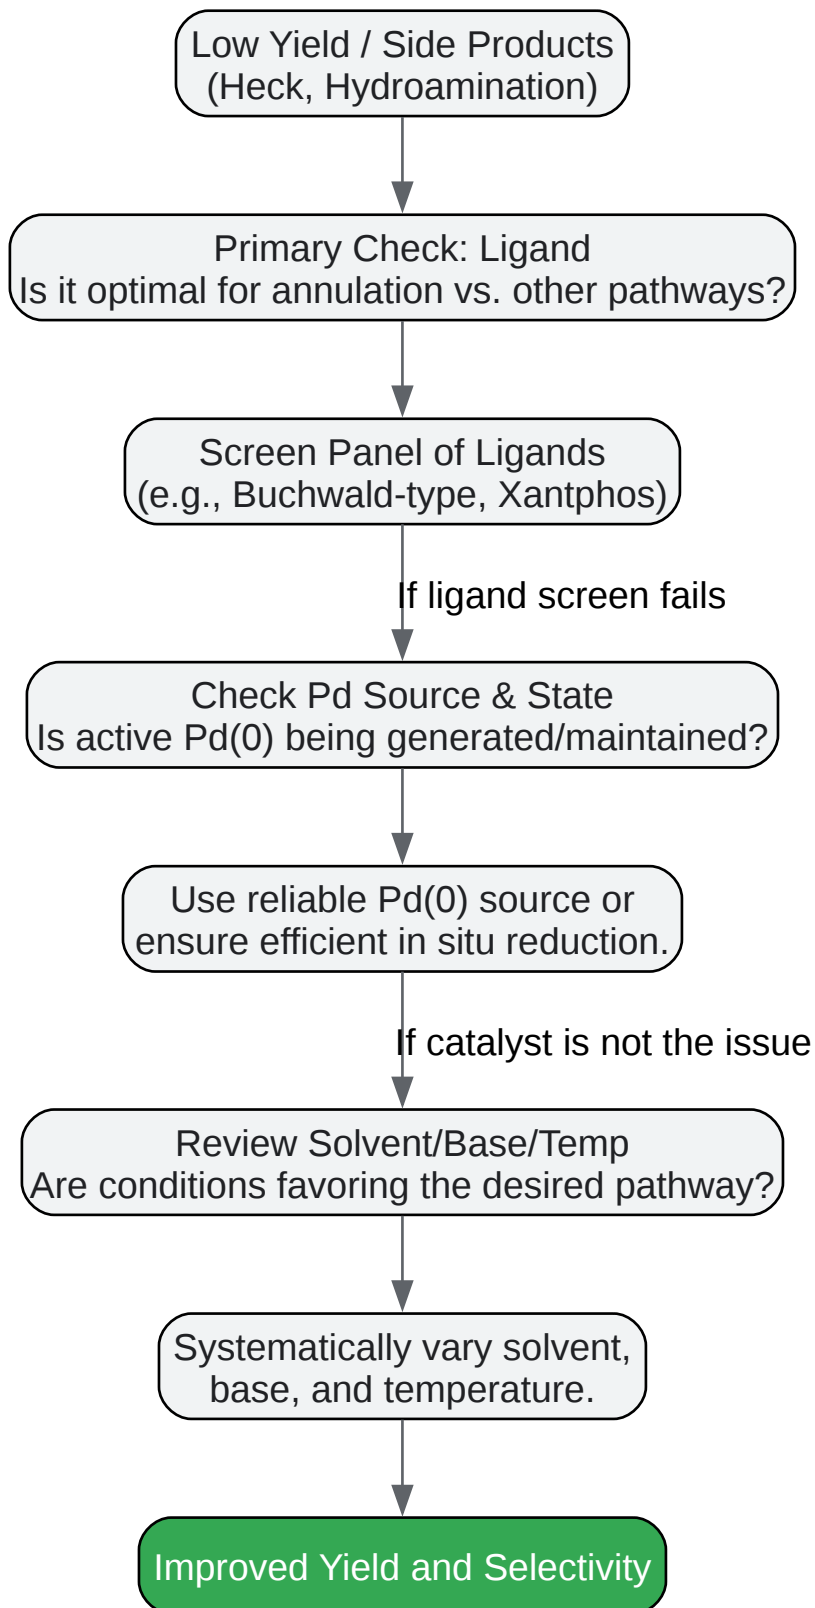 Low Yield / Side Products
(Heck, Hydroamination)
Primary Check: Ligand
Is it optimal for annulation vs. other pathways?
Screen Panel of Ligands
(e.g., Buchwald-type, Xantphos)
If ligand screen fails
Check Pd Source & State
Is active Pd(0) being generated/maintained?
Use reliable Pd(0) source or
ensure efficient in situ reduction.
If catalyst is not the issue
Review Solvent/Base/Temp
Are conditions favoring the desired pathway?
Systematically vary solvent,
base, and temperature.
Improved Yield and Selectivity